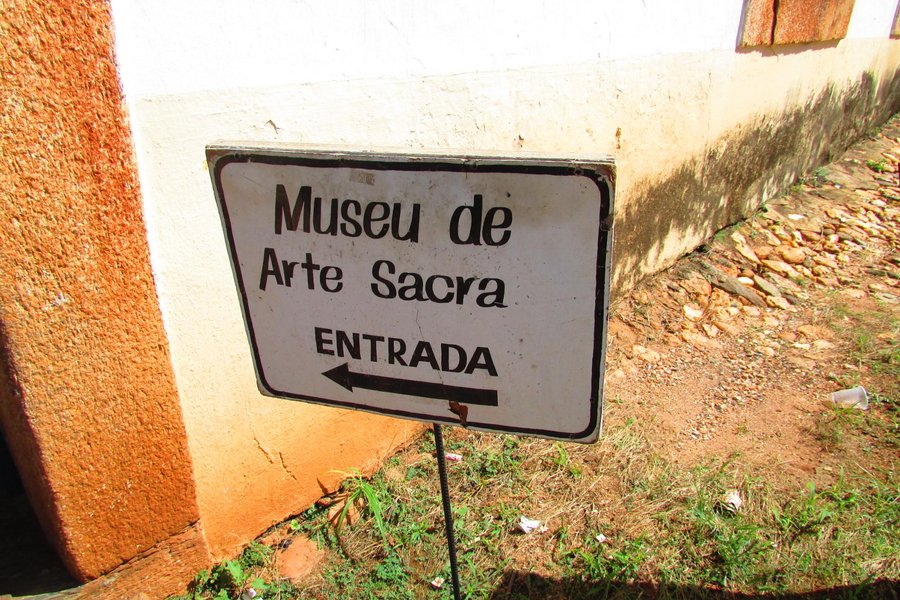 Museu de
Arte Sacra
ENTRADA